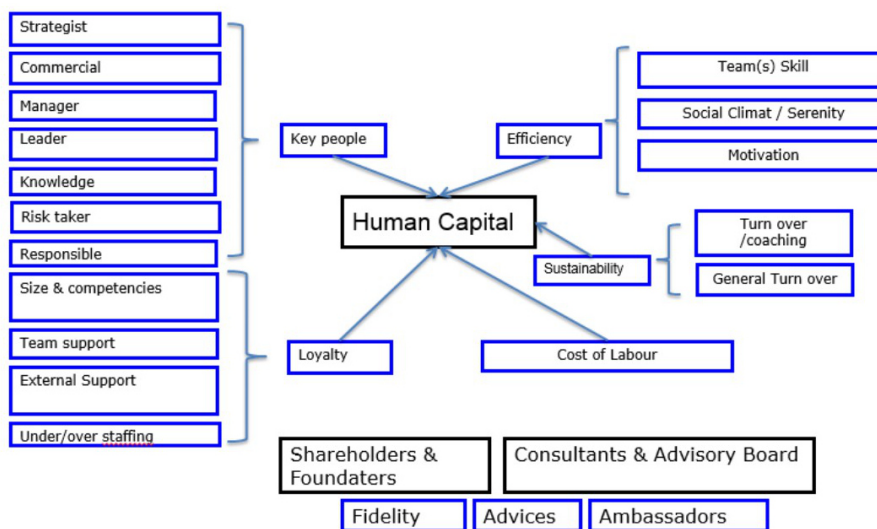 Strategist
Commercial
Manager
Leader
Knowledge
Risk taker
Responsible
Size & competencies
Team support
External Support
Under/over staffing
Key people
Efficiency
Team(s) Skill
Social Climat / Serenity
Motivation
Human Capital
Sustainability
Turn over
/coaching
General Turn over
Loyalty
Cost of Labour
Shareholders &
Foundaters
Consultants & Advisory Board
Fidelity
Advices
Ambassadors